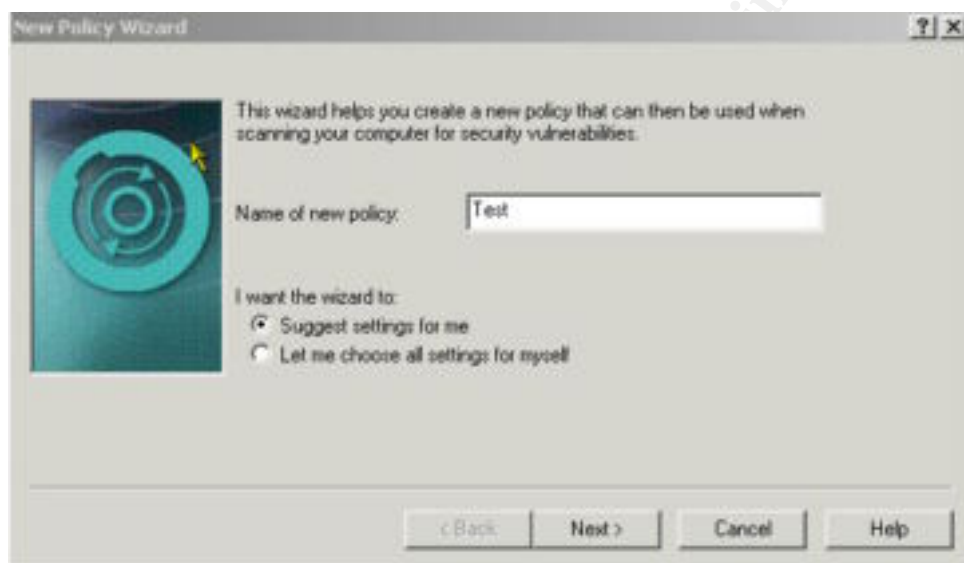 New Policy Wizard
This wizard helps you create a new policy that can then be used when
scanning your computer for security vulnerabilities.
Name of new policy:
Test
I want the wizard to:
Suggest settings for me
Let me choose all settings for myself
< Back
Next >
Cancel
Help